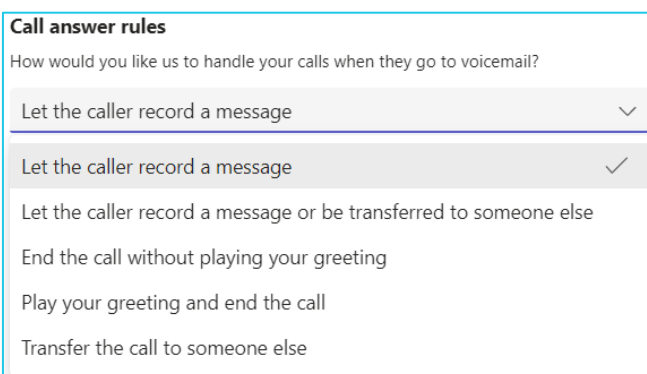 Call answer rules
How would you like us to handle your calls when they go to voicemail?
Let the caller record a message
Let the caller record a message
Let the caller record a message or be transferred to someone else
End the call without playing your greeting
Play your greeting and end the call
Transfer the call to someone else